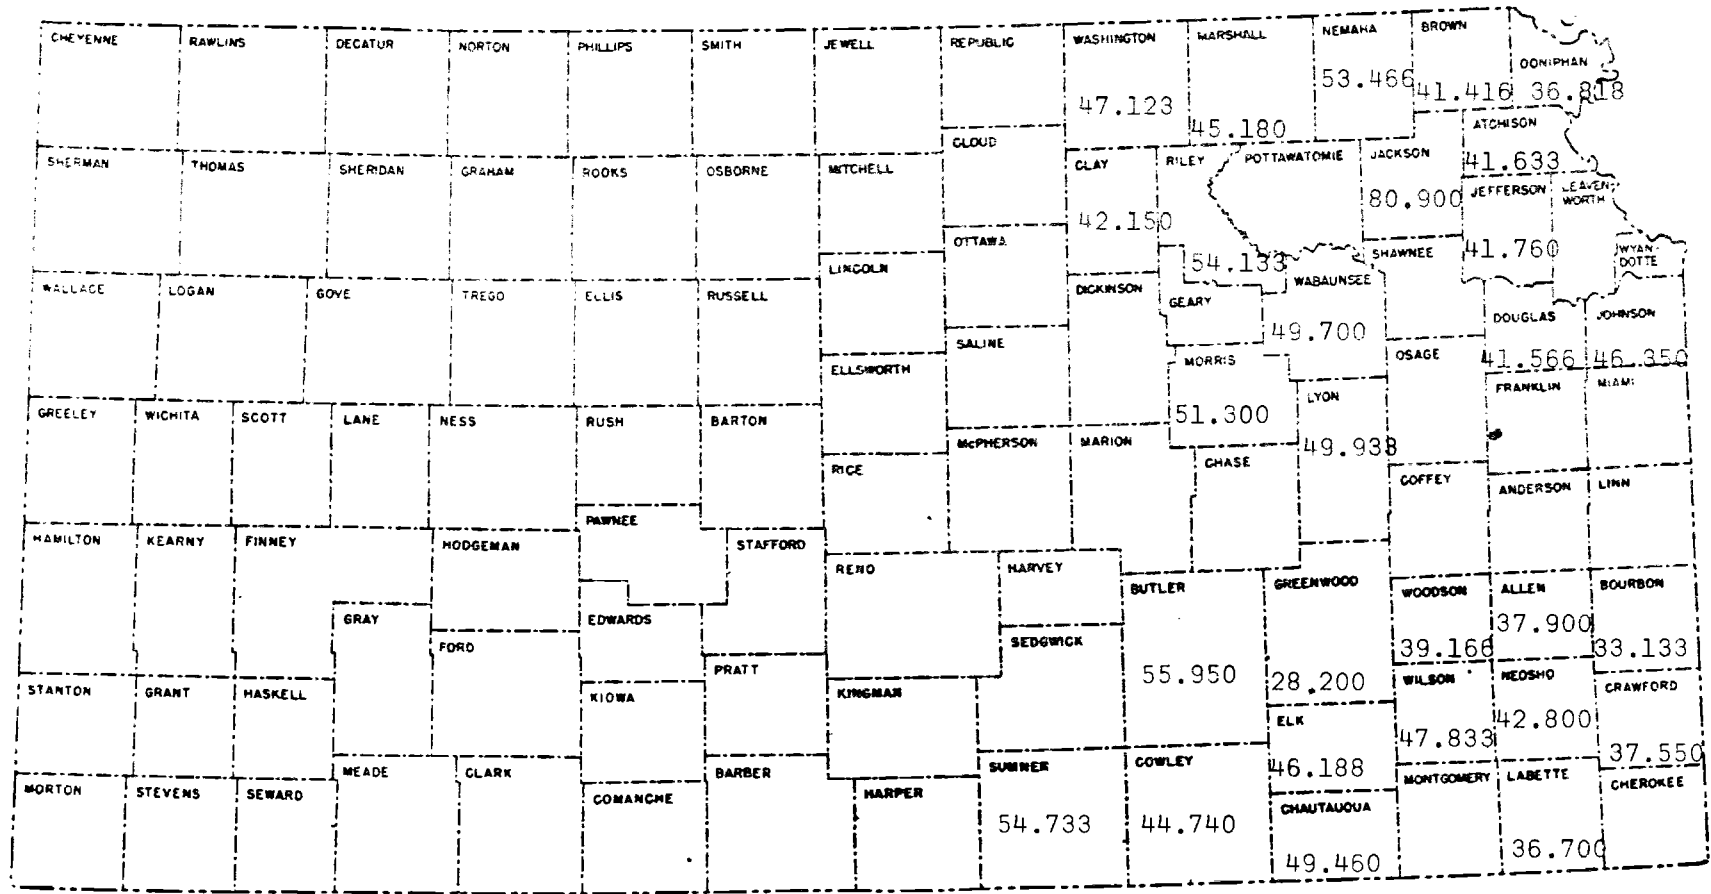 CHEYENNE
RAWLINS
DECATUR
NORTON
PHILLIPS
SMITH
JEWELL
REPUBLIC
WASHINGTON
47.123
MARSHALL
45.180
NEMAHA
53.466
BROWN
41.416
DONIPHAN
36.818
SHERMAN
THOMAS
SHERIDAN
GRAHAM
ROOKS
OSBORNE
MITCHELL
CLOUD
CLAY
42.150
RILEY
54.133
POTTAWATOMIE
JACKSON
80.900
ATCHISON
41.633
JEFFERSON
41.760
LEAVEN-
WORTH
WYAN-
DOTTE
WALLACE
LOGAN
GOVE
TREGO
ELLIS
RUSSELL
LINCOLN
OTTAWA
DICKINSON
GEARY
WABAUNSEE
49.700
SHAWNEE
DOUGLAS
41.566
JOHNSON
46.350
ELLSWORTH
SALINE
MORRIS
51.300
OSAGE
FRANKLIN
MIAMI
GREELEY
WICHITA
SCOTT
LANE
NESS
RUSH
BARTON
RICE
McPHERSON
MARION
CHASE
LYON
49.933
COFFEY
ANDERSON
LINN
HAMILTON
KEARNY
FINNEY
HODGEMAN
PAWNEE
STAFFORD
RENO
HARVEY
BUTLER
55.950
GREENWOOD
28.200
WOODSON
39.166
ALLEN
37.900
BOURBON
33.133
GRAY
FORD
EDWARDS
PRATT
SEDGWICK
STANTON
GRANT
HASKELL
KIOWA
KINGMAN
ELK
46.188
WILSON
47.833
NEOSHO
42.800
CRAWFORD
37.550
MORTON
STEVENS
SEWARD
MEADE
CLARK
COMANCHE
BARBER
HARPER
SUMNER
54.733
COWLEY
44.740
CHAUTAUQUA
49.460
MONTGOMERY
LABETTE
36.700
CHEROKEE